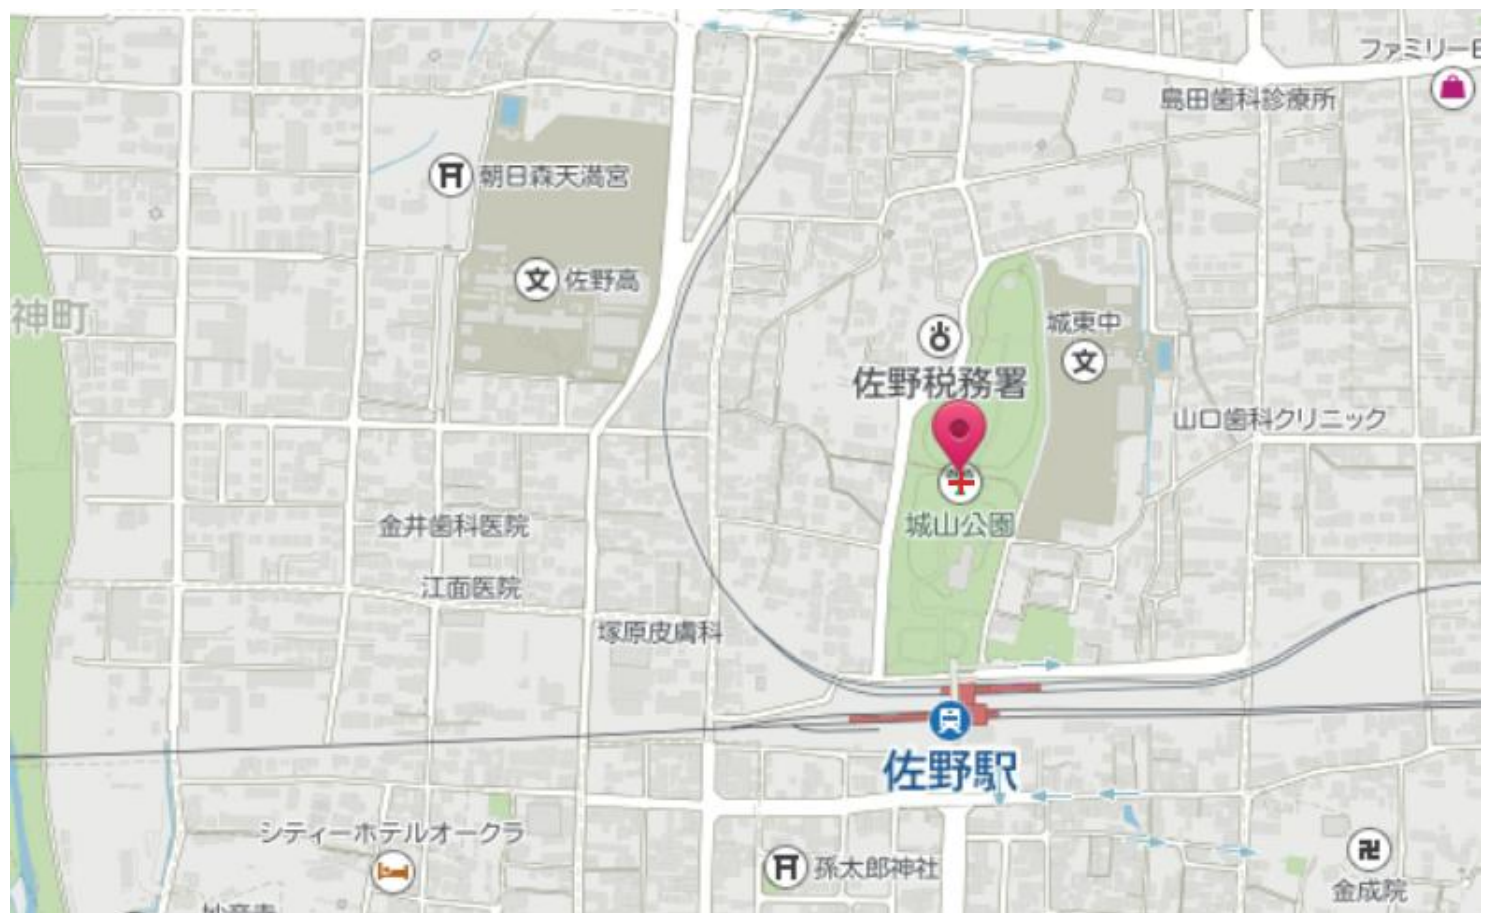 ファミリー
島田歯科診療所
朝日森天満宮
佐野高
神町
城東中
佐野税務署
山口歯科クリニック
金井歯科医院
城山公園
江面医院
塚原皮膚科
佐野駅
シティーホテルオークラ
孫太郎神社
金成院